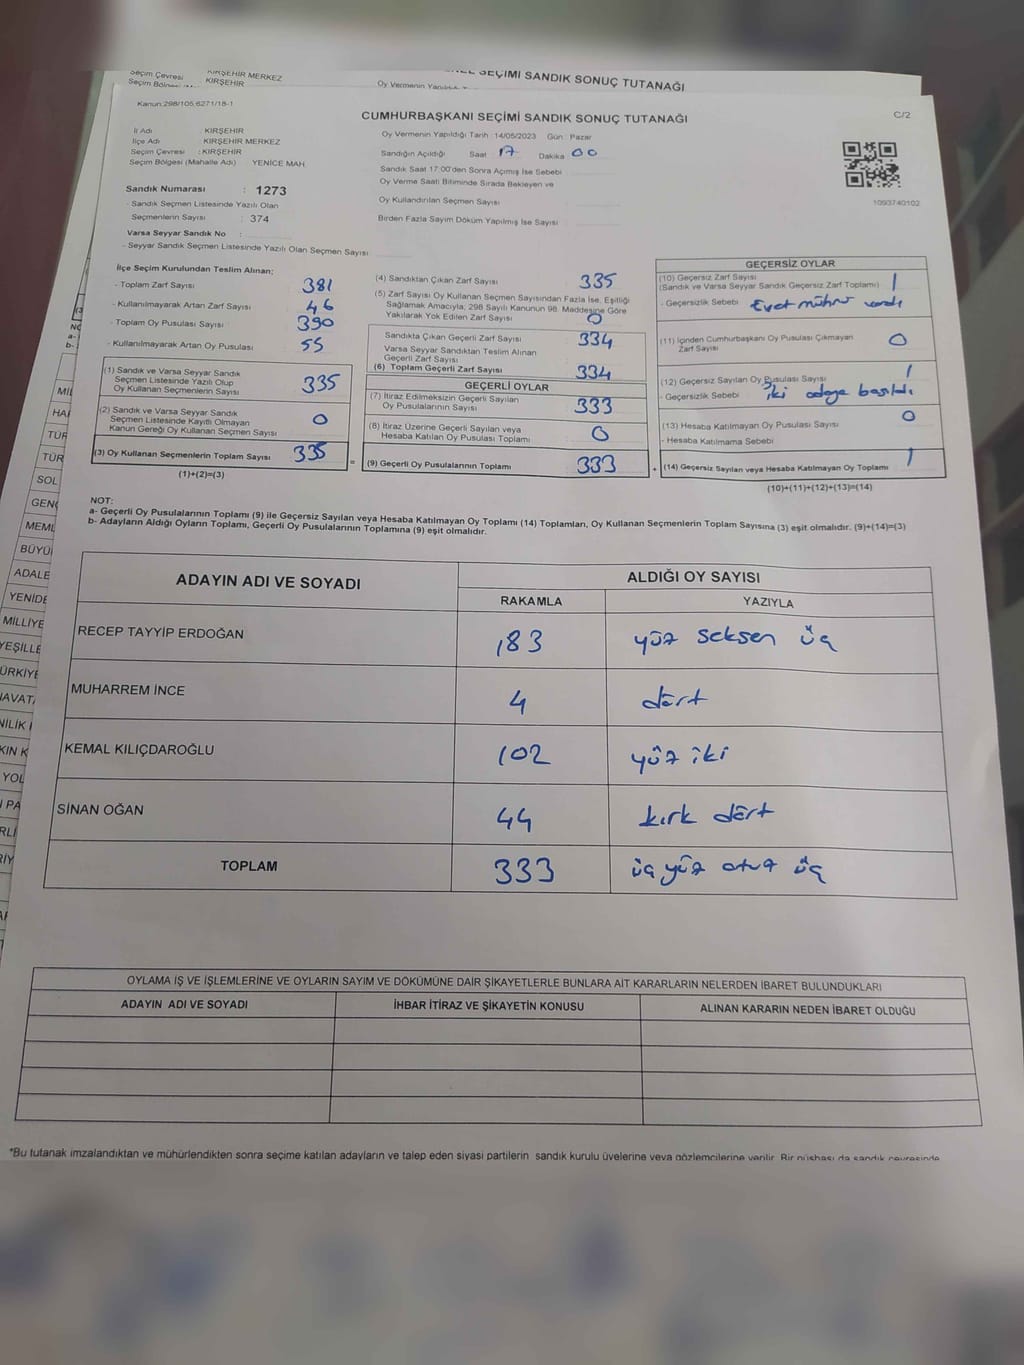 SEÇİMİ SANDIK SONUÇ TUTANAĞI
Seçim Çevresi KIRŞEHİR MERKEZ
KIRŞEHİR
Oy Vermenin
Kanun:298/105,6271/18-1
C/2
CUMHURBAŞKANI SEÇİMİ SANDIK SONUÇ TUTANAĞI
İl Adı : KIRŞEHİR
İlçe Adı : KIRŞEHİR MERKEZ
Seçim Çevresi : KIRŞEHİR
Seçim Bölgesi (Mahalle Adı) YENİCE MAH
Sandık Numarası : 1273
- Sandık Seçmen Listesinde Yazılı Olan
Seçmenlerin Sayısı : 374
Varsa Seyyar Sandık No :
- Seyyar Sandık Seçmen Listesinde Yazılı Olan Seçmen Sayısı
Oy Vermenin Yapıldığı Tarih :14/05/2023 Gün : Pazar
Sandığın Açıldığı Saat 17 Dakika 00
Sandık Saat 17:00'den Sonra Açımış İse Sebebi
Oy Verme Saati Bitiminde Sırada Bekleyen ve
Oy Kullandırılan Seçmen Sayısı
Birden Fazla Sayım Döküm Yapılmış İse Sayısı
1093740102
İlçe Seçim Kurulundan Teslim Alınan;
- Toplam Zarf Sayısı 381
- Kullanılmayarak Artan Zarf Sayısı 46
- Toplam Oy Pusulası Sayısı 390
- Kullanılmayarak Artan Oy Pusulası 55
(1) Sandık ve Varsa Seyyar Sandık
Seçmen Listesinde Yazılı Olup
Oy Kullanan Seçmenlerin Sayısı 335
(2) Sandık ve Varsa Seyyar Sandık
Seçmen Listesinde Kayıtlı Olmayan
Kanun Gereği Oy Kullanan Seçmen Sayısı 0
(3) Oy Kullanan Seçmenlerin Toplam Sayısı 335
(1)+(2)=(3)
=
(4) Sandıktan Çıkan Zarf Sayısı 335
(5) Zarf Sayısı Oy Kullanan Seçmen Sayısından Fazla İse, Eşitliği
Sağlamak Amacıyla; 298 Sayılı Kanunun 98. Maddesine Göre
Yakılarak Yok Edilen Zarf Sayısı 0
Sandıkta Çıkan Geçerli Zarf Sayısı 334
Varsa Seyyar Sandıktan Teslim Alınan
Geçerli Zarf Sayısı
(6) Toplam Geçerli Zarf Sayısı 334
GEÇERLİ OYLAR
(7) İtiraz Edilmeksizin Geçerli Sayılan
Oy Pusulalarının Sayısı 333
(8) İtiraz Üzerine Geçerli Sayılan veya
Hesaba Katılan Oy Pusulası Toplamı 0
(9) Geçerli Oy Pusulalarının Toplamı 333
+
GEÇERSİZ OYLAR
(10) Geçersiz Zarf Sayısı
(Sandık ve Varsa Seyyar Sandık Geçersiz Zarf Toplamı) 1
- Geçersizlik Sebebi Evet mührü vardı
(11) İçinden Cumhurbaşkanı Oy Pusulası Çıkmayan
Zarf Sayısı 0
(12) Geçersiz Sayılan Oy Pusulası Sayısı 1
- Geçersizlik Sebebi iki adaya basıldı
(13) Hesaba Katılmayan Oy Pusulası Sayısı 0
- Hesaba Katılmama Sebebi
(14) Geçersiz Sayılan veya Hesaba Katılmayan Oy Toplamı 1
(10)+(11)+(12)+(13)=(14)
NOT:
a- Geçerli Oy Pusulalarının Toplamı (9) ile Geçersiz Sayılan veya Hesaba Katılmayan Oy Toplamı (14) Toplamları, Oy Kullanan Seçmenlerin Toplam Sayısına (3) eşit olmalıdır. (9)+(14)=(3)
b- Adayların Aldığı Oyların Toplamı, Geçerli Oy Pusulalarının Toplamına (9) eşit olmalıdır.
ADAYIN ADI VE SOYADI ALDIĞI OY SAYISI
RAKAMLA YAZIYLA
RECEP TAYYİP ERDOĞAN 183 yüz seksen üç
MUHARREM İNCE 4 dört
KEMAL KILIÇDAROĞLU 102 yüz iki
SİNAN OĞAN 44 kırk dört
TOPLAM 333 üç yüz otuz üç
OYLAMA İŞ VE İŞLEMLERİNE VE OYLARIN SAYIM VE DÖKÜMÜNE DAİR ŞİKAYETLERLE BUNLARA AİT KARARLARIN NELERDEN İBARET BULUNDUKLARI
ADAYIN ADI VE SOYADI İHBAR İTİRAZ VE ŞİKAYETİN KONUSU ALINAN KARARIN NEDEN İBARET OLDUĞU
*Bu tutanak imzalandıktan ve mühürlendikten sonra seçime katılan adayların ve talep eden siyasi partilerin sandık kurulu üyelerine veya gözlemcilerine verilir. Bir nüshası da sandık çevresinde